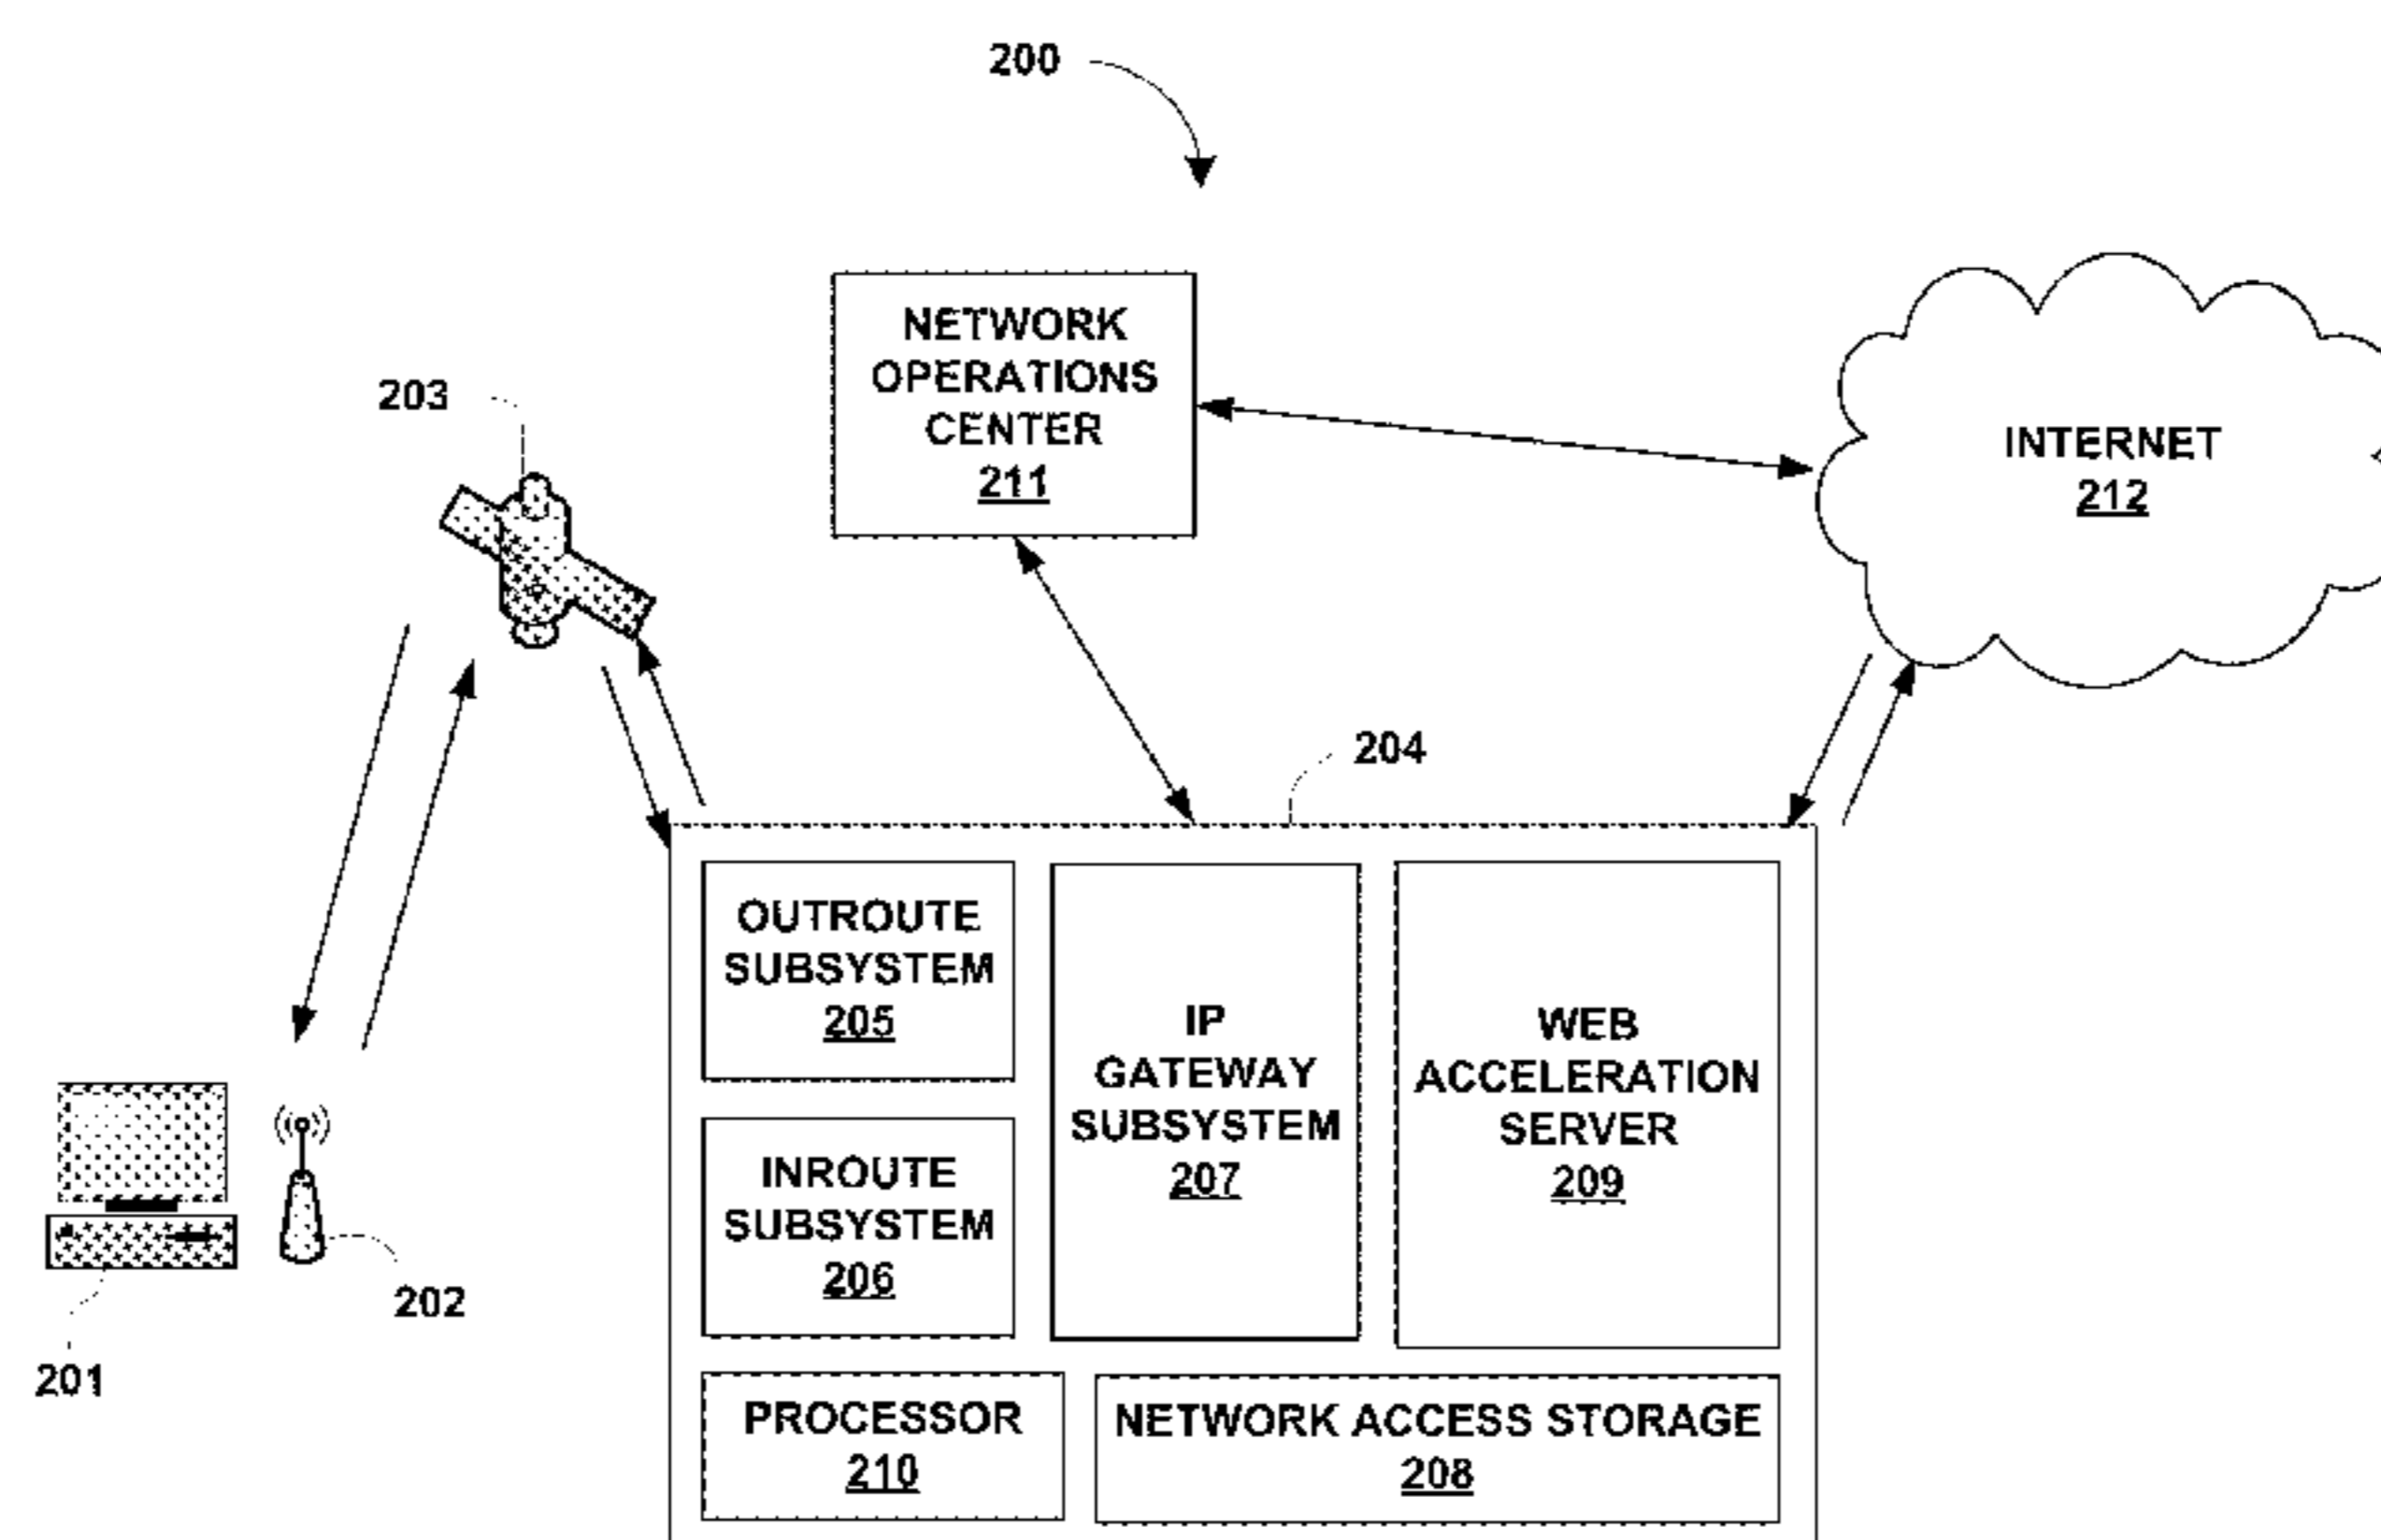 200
NETWORK
OPERATIONS
CENTER
211
INTERNET
212
203
204
OUTROUTE
SUBSYSTEM
205
INROUTE
SUBSYSTEM
206
IP
GATEWAY
SUBSYSTEM
207
WEB
ACCELERATION
SERVER
209
PROCESSOR
210
NETWORK ACCESS STORAGE
208
202
201